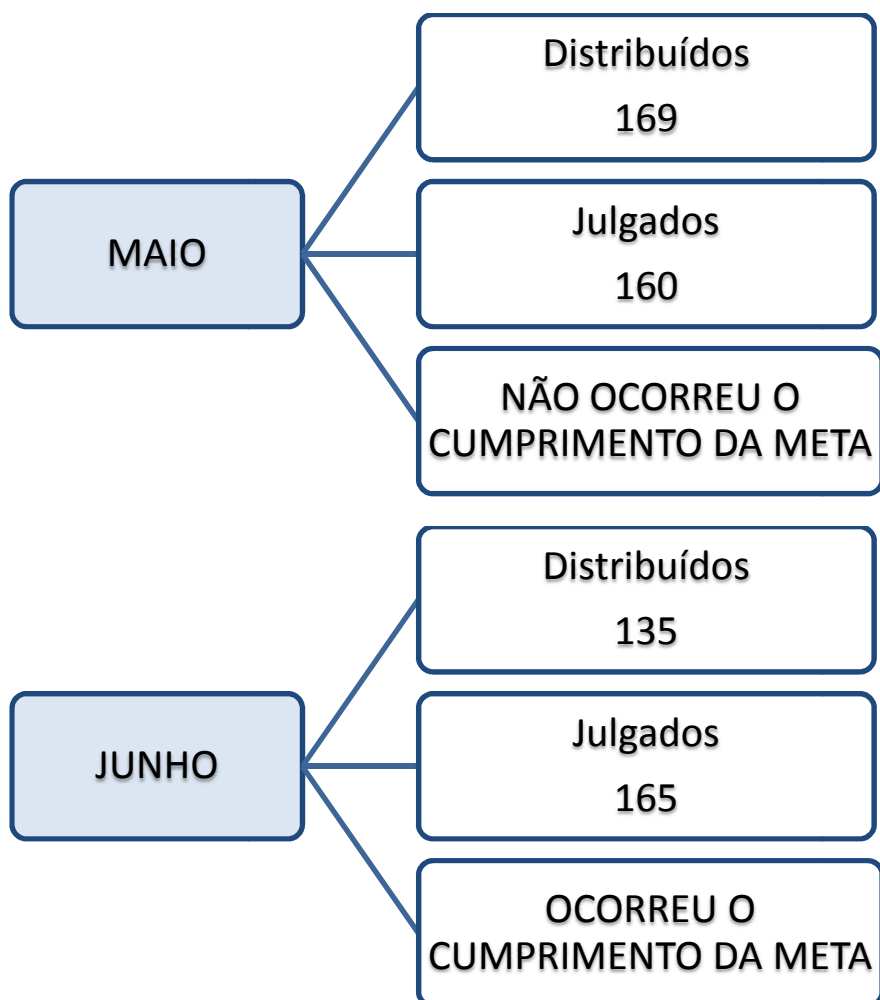 MAIO
Distribuídos
169
Julgados
160
NÃO OCORREU O
CUMPRIMENTO DA META
JUNHO
Distribuídos
135
Julgados
165
OCORREU O
CUMPRIMENTO DA META